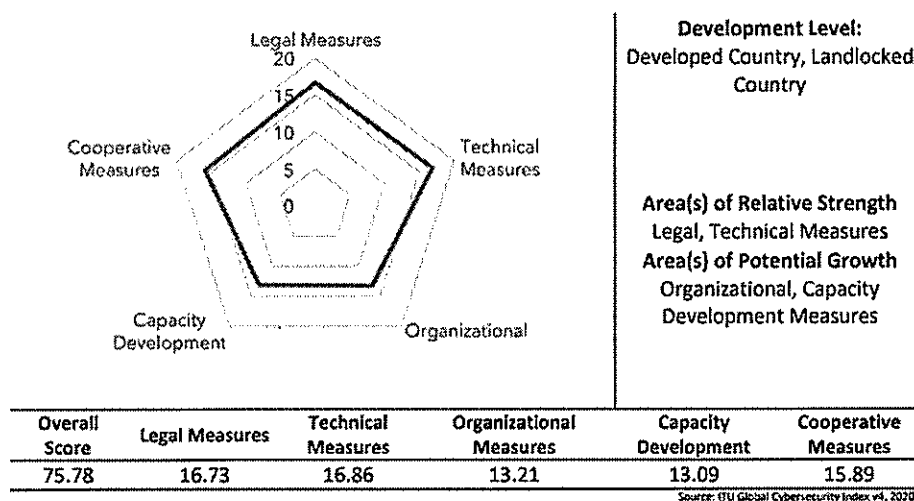 Legal Measures
20
15
10
5
0
Technical
Measures
Organizational
Capacity
Development
Cooperative
Measures
Development Level:
Developed Country, Landlocked
Country
Area(s) of Relative Strength
Legal, Technical Measures
Area(s) of Potential Growth
Organizational, Capacity
Development Measures
Overall Score Legal Measures Technical Measures Organizational Measures Capacity Development Cooperative Measures
75.78 16.73 16.86 13.21 13.09 15.89
Source: ITU Global Cybersecurity Index v4, 2020